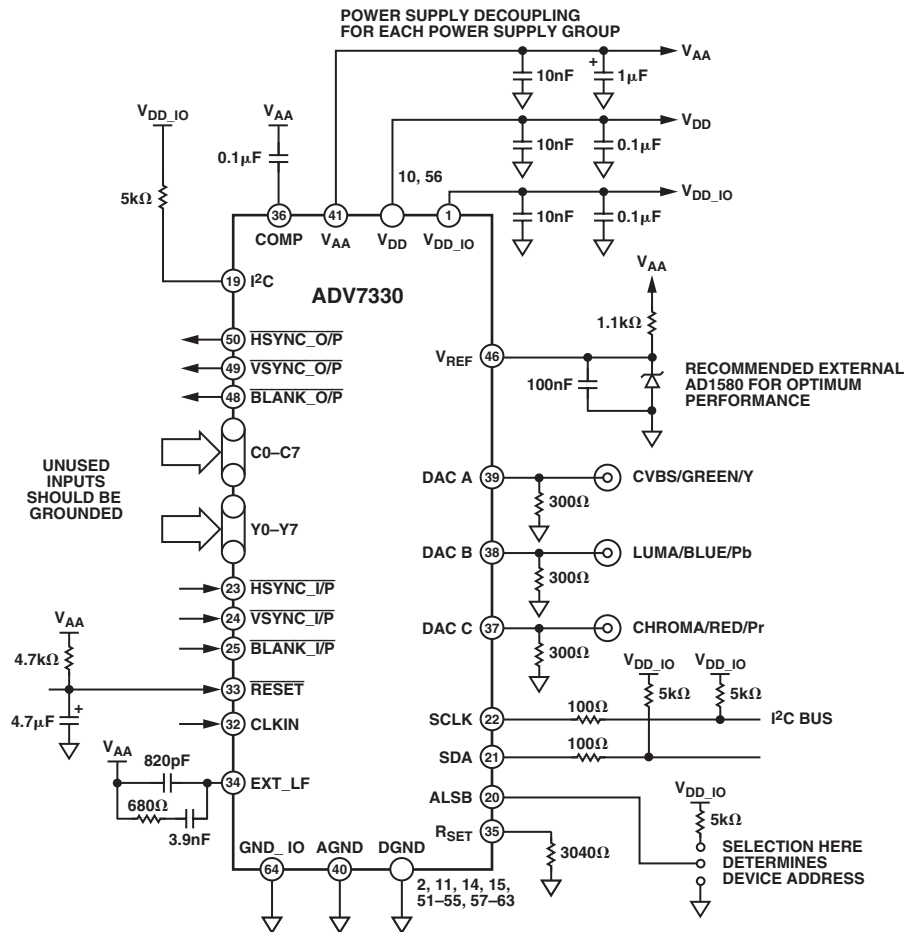 POWER SUPPLY DECOUPLING
FOR EACH POWER SUPPLY GROUP
VAA
10nF
+
1µF
VDD_IO
VAA
0.1µF
VDD
10nF
0.1µF
10, 56
5kΩ
VDD_IO
10nF
0.1µF
36
41
1
COMP
VAA
VDD
VDD_IO
19
I²C
ADV7330
VAA
1.1kΩ
50
HSYNC_O/P
49
VSYNC_O/P
48
BLANK_O/P
VREF
46
100nF
RECOMMENDED EXTERNAL
AD1580 FOR OPTIMUM
PERFORMANCE
C0–C7
UNUSED
INPUTS
SHOULD BE
GROUNDED
Y0–Y7
DAC A
39
CVBS/GREEN/Y
300Ω
DAC B
38
LUMA/BLUE/Pb
300Ω
DAC C
37
CHROMA/RED/Pr
300Ω
23
HSYNC_I/P
24
VSYNC_I/P
25
BLANK_I/P
VAA
4.7kΩ
33
RESET
4.7µF
+
32
CLKIN
VDD_IO
VDD_IO
5kΩ
5kΩ
SCLK
22
100Ω
I²C BUS
SDA
21
100Ω
VAA
820pF
34
EXT_LF
680Ω
3.9nF
ALSB
20
VDD_IO
5kΩ
RSET
35
3040Ω
SELECTION HERE
DETERMINES
DEVICE ADDRESS
GND_ IO
AGND
DGND
64
40
2, 11, 14, 15,
51–55, 57–63